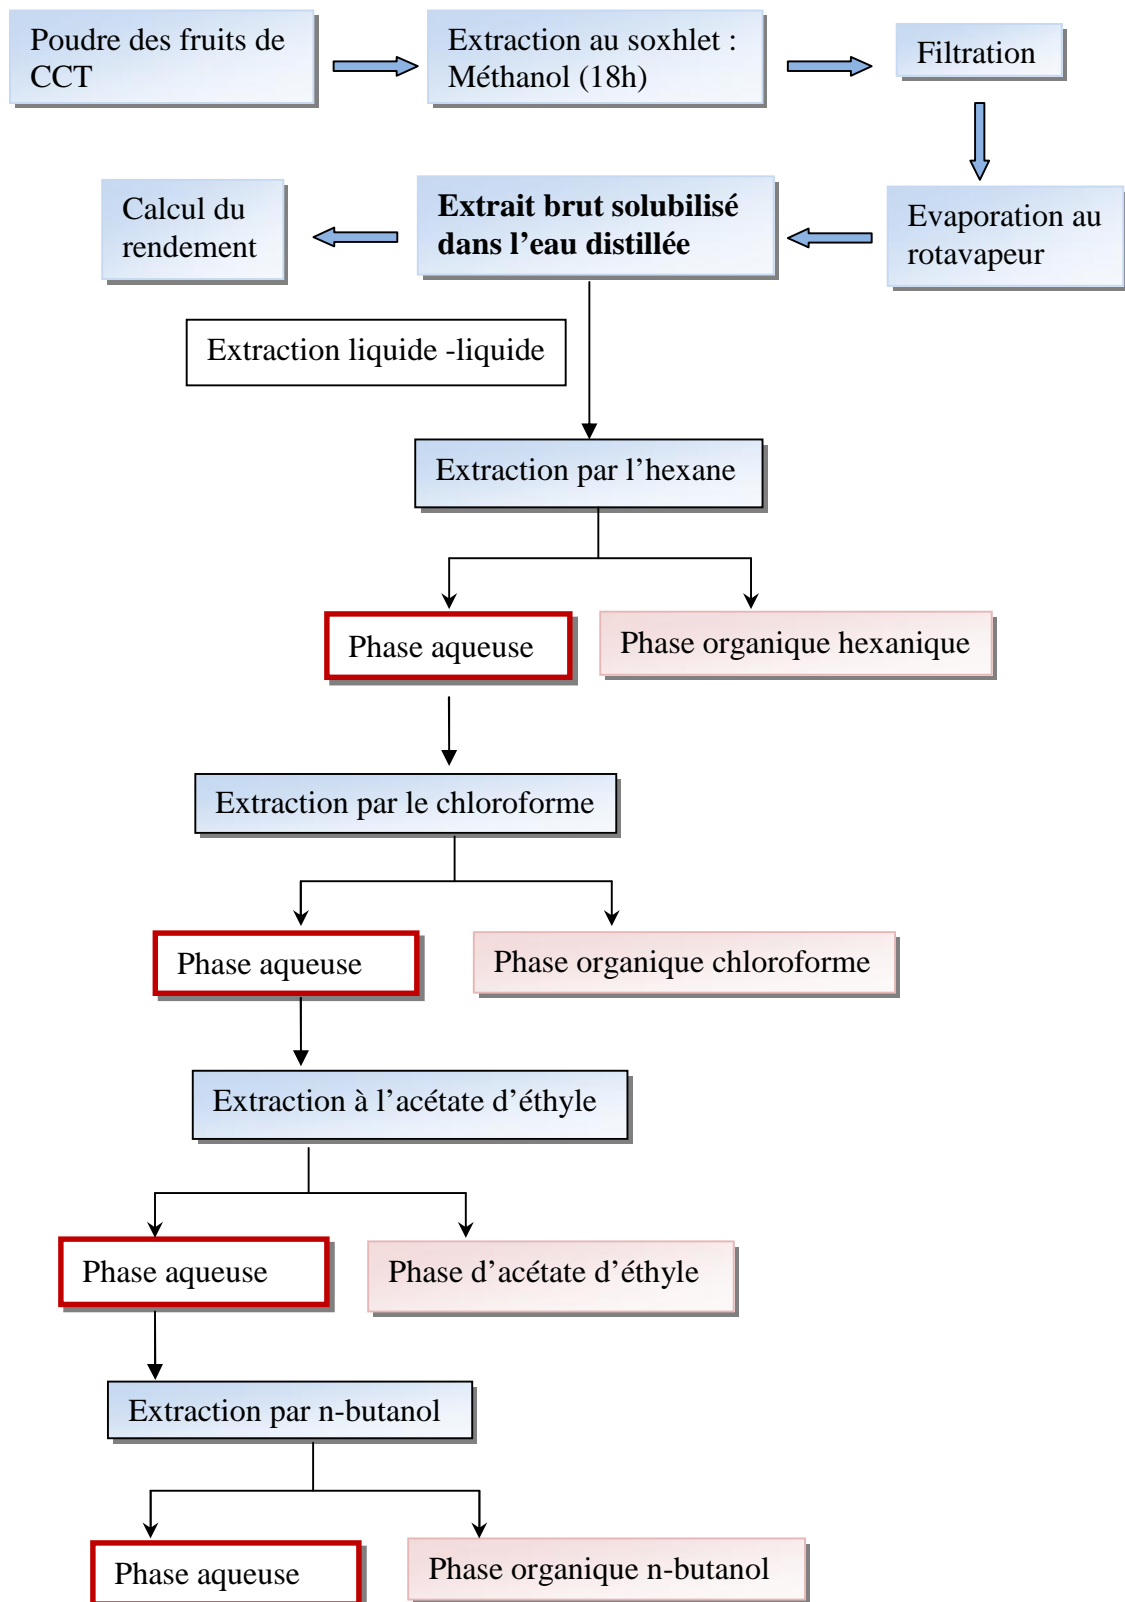 Poudre des fruits de
CCT
Extraction au soxhlet :
Méthanol (18h)
Filtration
Calcul du
rendement
Extrait brut solubilisé
dans l’eau distillée
Evaporation au
rotavapeur
Extraction liquide -liquide
Extraction par l’hexane
Phase aqueuse
Phase organique hexanique
Extraction par le chloroforme
Phase aqueuse
Phase organique chloroforme
Extraction à l’acétate d’éthyle
Phase aqueuse
Phase d’acétate d’éthyle
Extraction par n-butanol
Phase aqueuse
Phase organique n-butanol